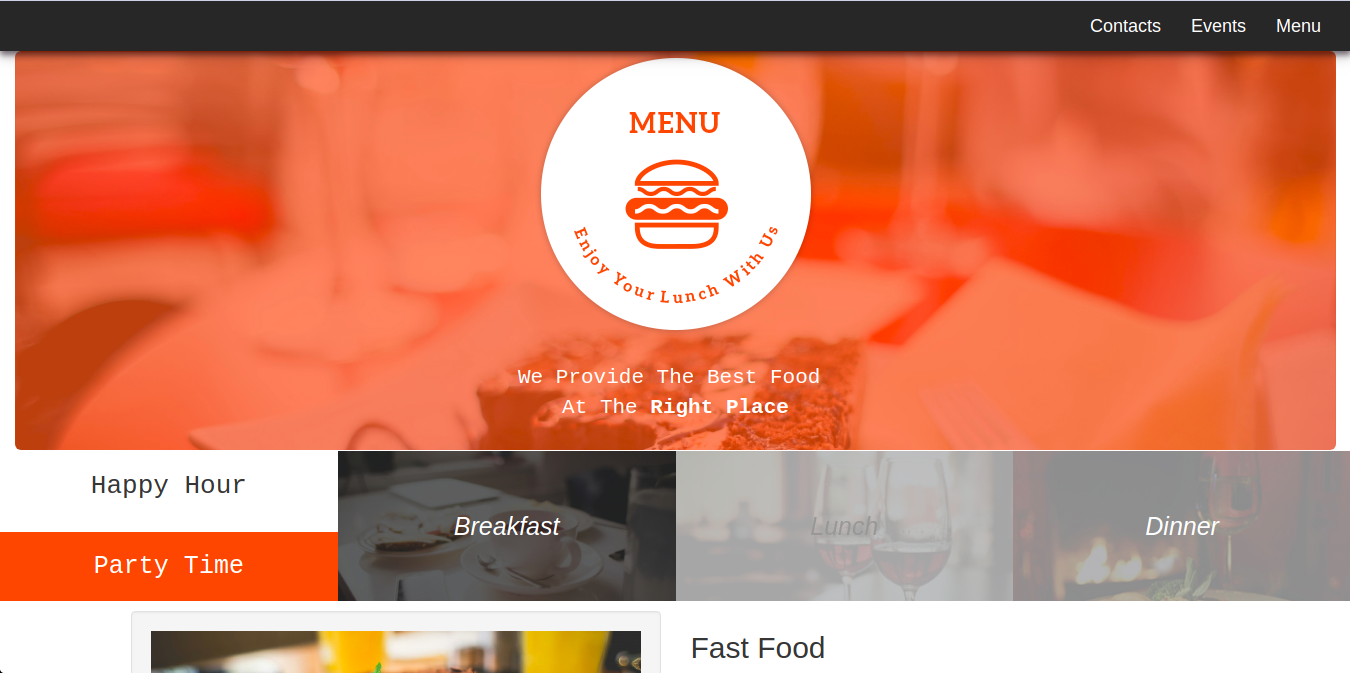 Contacts Events Menu
MENU
Enjoy Your Lunch With Us
We Provide The Best Food
At The Right Place
Happy Hour
Party Time
Breakfast
Lunch
Dinner
Fast Food